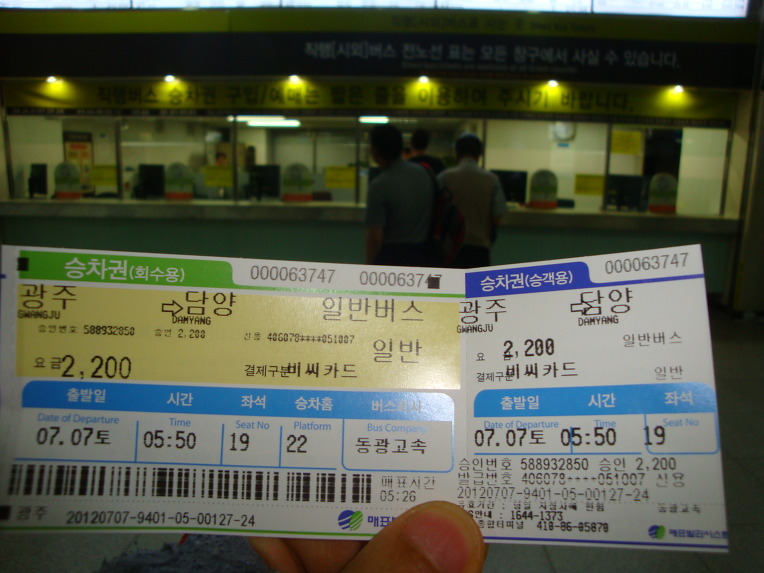 직행[시외]버스 전노선 표는 모든 창구에서 사실 수 있습니다.
직행버스 승차권 구입/예매는 짧은 줄을 이용하여 주시기 바랍니다.
승차권(회수용) 000063747 000063747
광주 ⇨ 담양 일반버스
GWANGJU DAMYANG
승인번호 588932850 승인 2,200 신용 406078****051007
일반
요금 2,200 결제구분 비씨카드
출발일 시간 좌석 승차홈 버스회사
Date of Departure Time Seat No Platform Bus Company
07.07토 05:50 19 22 동광고속
매표시간
05:26
광주 20120707-9401-05-00127-24
승차권(승객용) 000063747
광주 ⇨ 담양
GWANGJU DAMYANG
일반버스
요금 2,200
결제구분 비씨카드 일반
출발일 시간 좌석
Date of Departure Time Seat No
07.07토 05:50 19
승인번호 588932850 승인 2,200
발급번호 406078****051007 신용
20120707-9401-05-00127-24
동광고속
1644-1373
410-86-05870